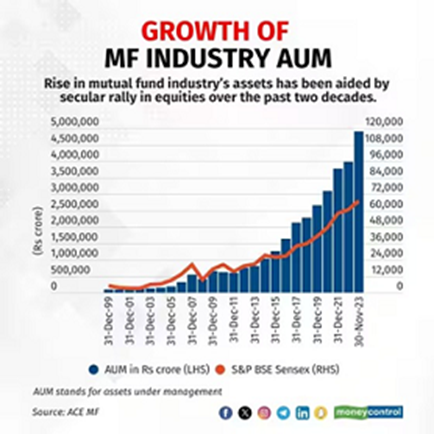 GROWTH OF
MF INDUSTRY AUM
Rise in mutual fund industry's assets has been aided by
secular rally in equities over the past two decades.
5,000,000 120,000
4,500,000 108,000
4,000,000 96,000
3,500,000 84,000
3,000,000 72,000
2,500,000 60,000
2,000,000 48,000
1,500,000 36,000
1,000,000 24,000
500,000 12,000
0 0
(Rs crore)
31-Dec-99
31-Dec-01
31-Dec-03
31-Dec-05
31-Dec-07
31-Dec-09
31-Dec-11
31-Dec-13
31-Dec-15
31-Dec-17
31-Dec-19
31-Dec-21
30-Nov-23
AUM in Rs crore (LHS) S&P BSE Sensex (RHS)
AUM stands for assets under management
Source: ACE MF moneycontrol